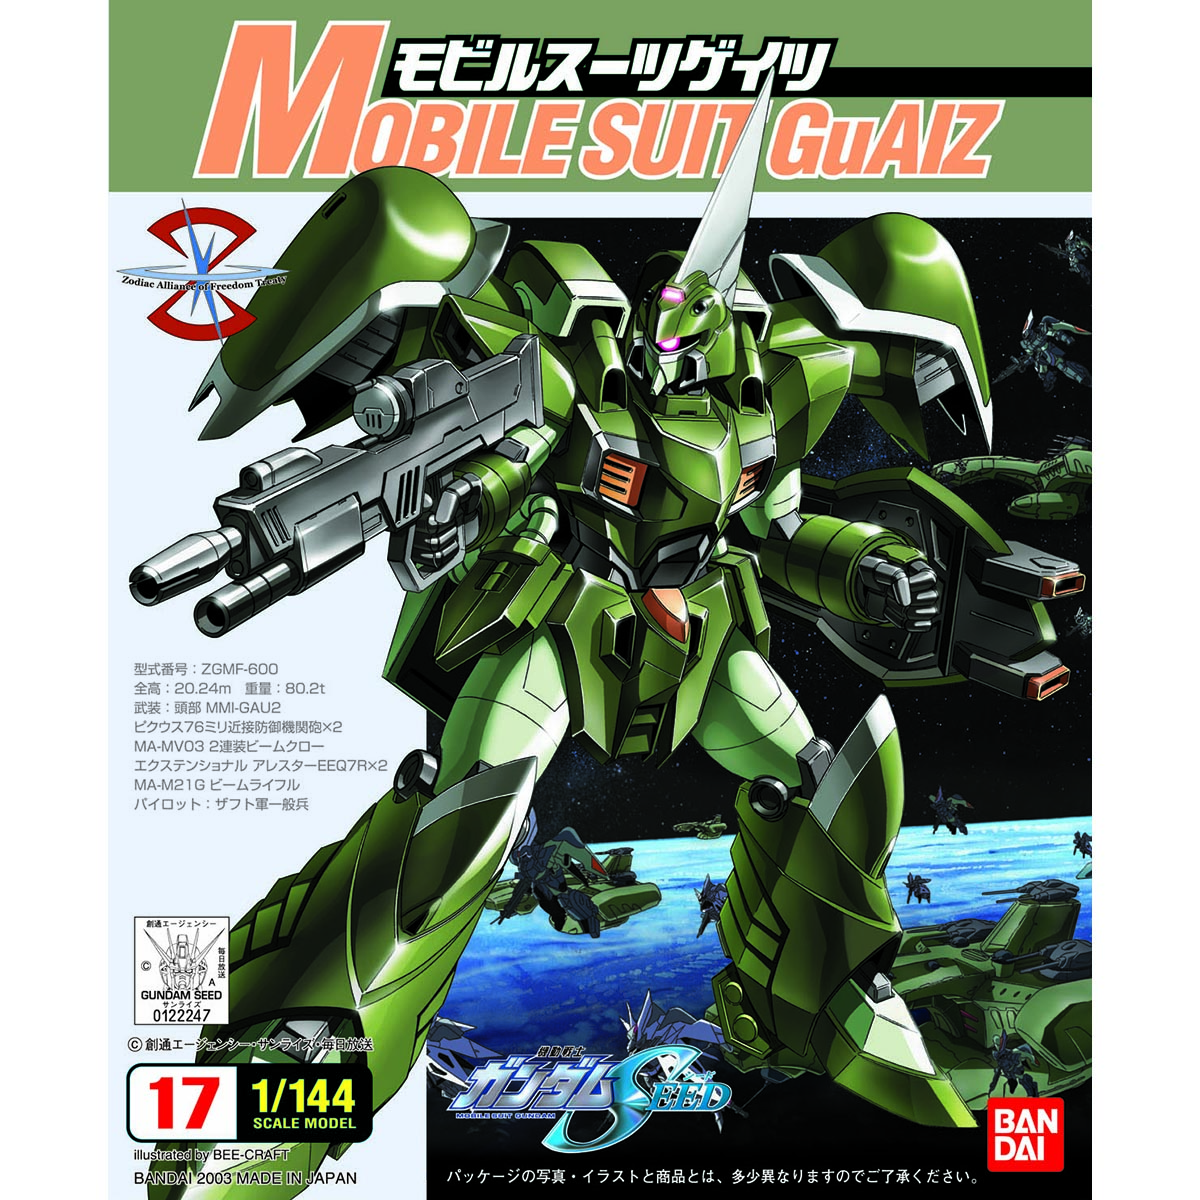 モビルスーツゲイツ
MOBILE SUIT GuAIZ
Zodiac Alliance of Freedom Treaty
型式番号：ZGMF-600
全高：20.24m　重量：80.2t
武装：頭部 MMI-GAU2
ピクウス76ミリ近接防御機関砲×2
MA-MV03 2連装ビームクロー
エクステンショナル アレスターEEQ7R×2
MA-M21G ビームライフル
パイロット：ザフト軍一般兵
創通エージェンシー
毎日放送
©
A
GUNDAM SEED
サンライズ
0122247
©創通エージェンシー・サンライズ・毎日放送
17 1/144
SCALE MODEL
illustrated by BEE-CRAFT
BANDAI 2003 MADE IN JAPAN
機動戦士
ガンダムSEED
シード
MOBILE SUIT GUNDAM
パッケージの写真・イラストと商品とは、多少異なりますのでご了承ください。
BAN
DAI